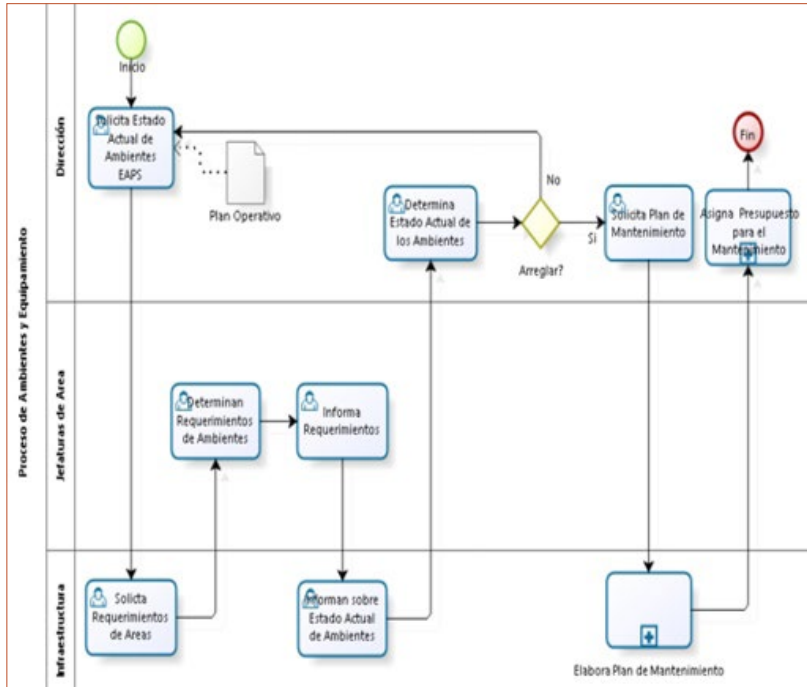 Proceso de Ambientes y Equipamiento
Dirección
Inicio
Solicita Estado
Actual de
Ambientes
EAPS
Plan Operativo
Determina
Estado Actual de
los Ambientes
No
Arreglar?
Si
Solicita Plan de
Mantenimiento
Fin
Asigna Presupuesto
para el
Mantenimiento
Jefaturas de Area
Determinan
Requerimientos
de Ambientes
Informa
Requerimientos
Infraestructura
Solicta
Requerimientos
de Areas
Informan sobre
Estado Actual
de Ambientes
Elabora Plan de Mantenimiento